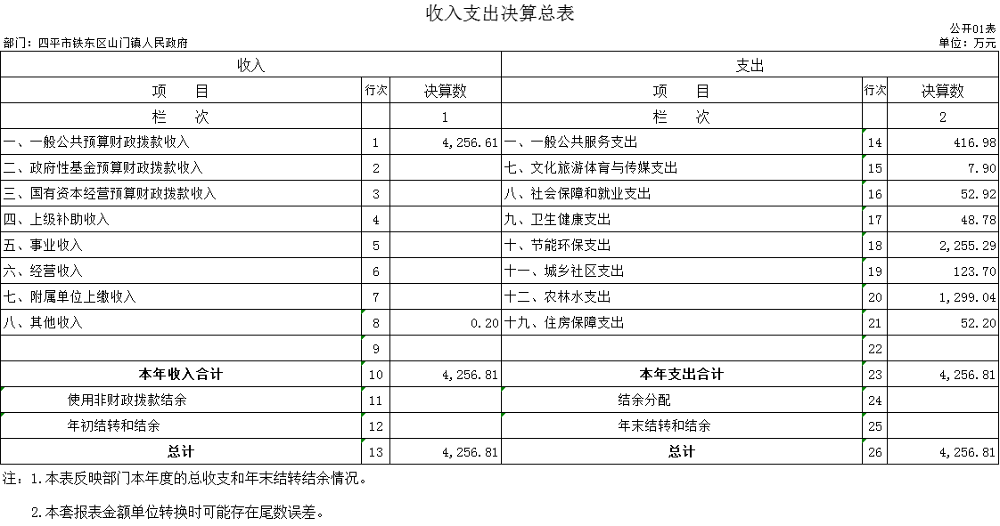 收入支出决算总表
公开01表
部门：四平市铁东区山门镇人民政府 单位：万元
收入 支出
项 目 行次 决算数 项 目 行次 决算数
栏 次 1 栏 次 2
一、一般公共预算财政拨款收入 1 4,256.61 一、一般公共服务支出 14 416.98
二、政府性基金预算财政拨款收入 2 七、文化旅游体育与传媒支出 15 7.90
三、国有资本经营预算财政拨款收入 3 八、社会保障和就业支出 16 52.92
四、上级补助收入 4 九、卫生健康支出 17 48.78
五、事业收入 5 十、节能环保支出 18 2,255.29
六、经营收入 6 十一、城乡社区支出 19 123.70
七、附属单位上缴收入 7 十二、农林水支出 20 1,299.04
八、其他收入 8 0.20 十九、住房保障支出 21 52.20
9 22
本年收入合计 10 4,256.81 本年支出合计 23 4,256.81
使用非财政拨款结余 11 结余分配 24
年初结转和结余 12 年末结转和结余 25
总计 13 4,256.81 总计 26 4,256.81
注：1.本表反映部门本年度的总收支和年末结转结余情况。
2.本套报表金额单位转换时可能存在尾数误差。